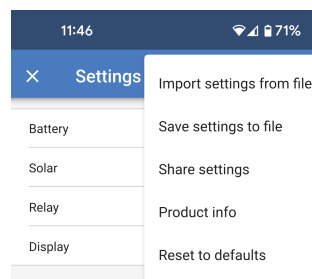 11:46 71%
× Settings
Import settings from file
Battery
Save settings to file
Solar
Share settings
Relay
Product info
Display
Reset to defaults